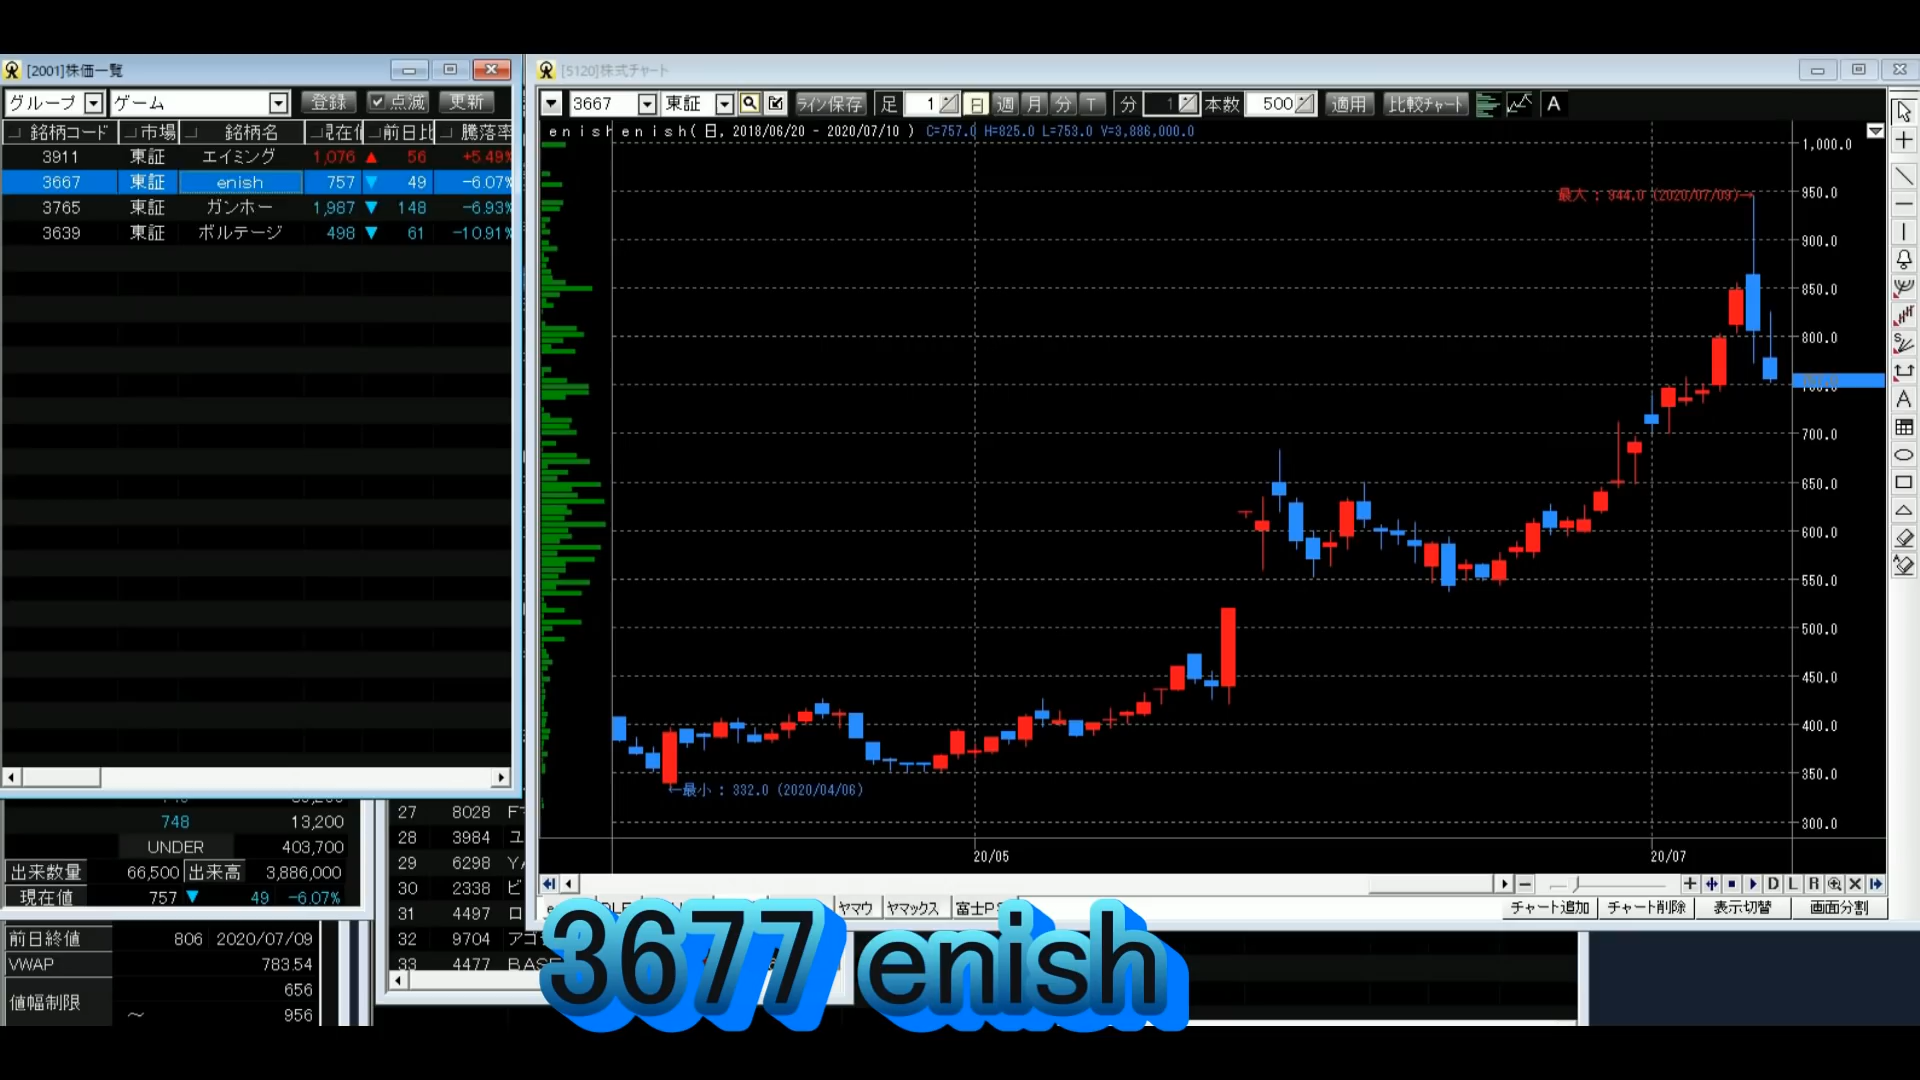 [2001]株価一覧
グループ ゲーム 登録 点滅 更新
銘柄コード 市場 銘柄名 現在値 前日比 騰落率
3911 東証 エイミング 1,076 ▲ 56 +5.49%
3667 東証 enish 757 ▼ 49 -6.07%
3765 東証 ガンホー 1,987 ▼ 148 -6.93%
3639 東証 ボルテージ 498 ▼ 61 -10.91%
748 13,200
UNDER 403,700
出来数量 66,500 出来高 3,886,000
現在値 757 ▼ 49 -6.07%
前日終値 806 2020/07/09
VWAP 783.54
値幅制限 656
～ 956
27 8028 F
28 3984 ユ
29 6298 Y
30 2338 ビ
31 4497 ロ
32 9704 アゴ
33 4477 BASE
[5120]株式チャート
3667 東証 ライン保存 足 1 日 週 月 分 T 分 1 本数 500 適用 比較チャート A
enish enish(日, 2018/06/20 - 2020/07/10 ) C=757.0 H=825.0 L=753.0 V=3,886,000.0
1,000.0
最大 : 944.0 (2020/07/09)→
950.0
900.0
850.0
800.0
700.0
650.0
600.0
550.0
500.0
450.0
400.0
350.0
←最小 : 332.0 (2020/04/06)
300.0
20/05 20/07
D L R
ヤマウ ヤマックス 富士P
チャート追加 チャート削除 表示切替 画面分割
3677 enish